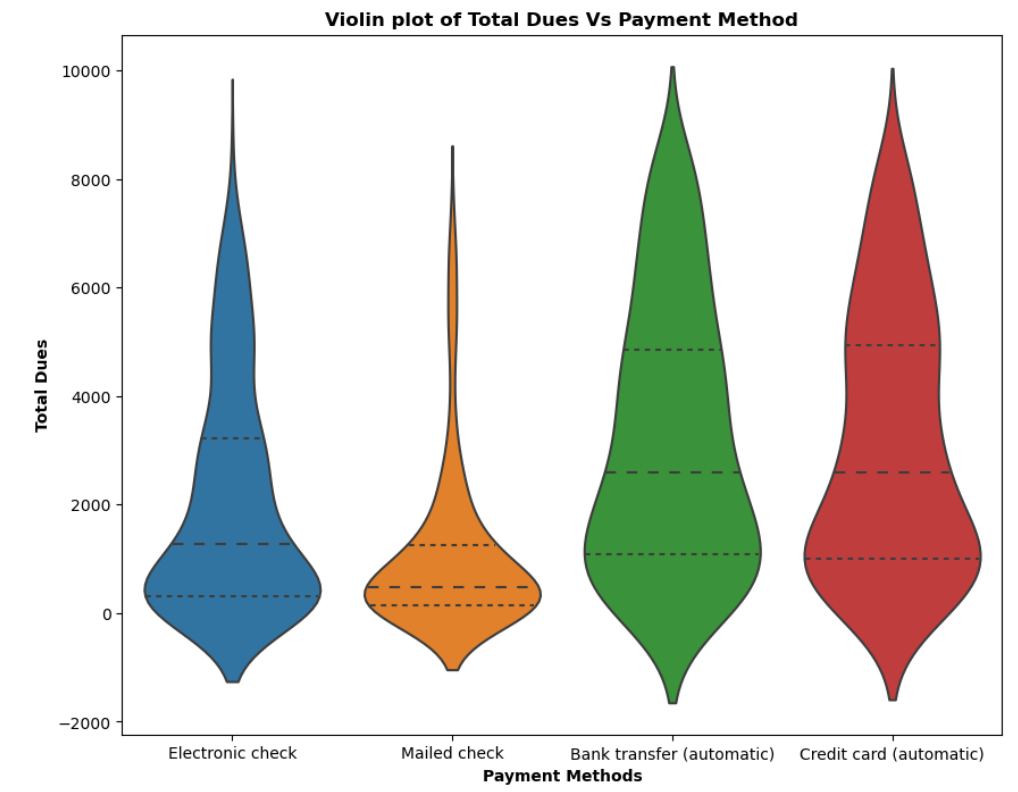 Violin plot of Total Dues Vs Payment Method
10000
8000
6000
4000
2000
0
−2000
Total Dues
Electronic check
Mailed check
Bank transfer (automatic)
Credit card (automatic)
Payment Methods